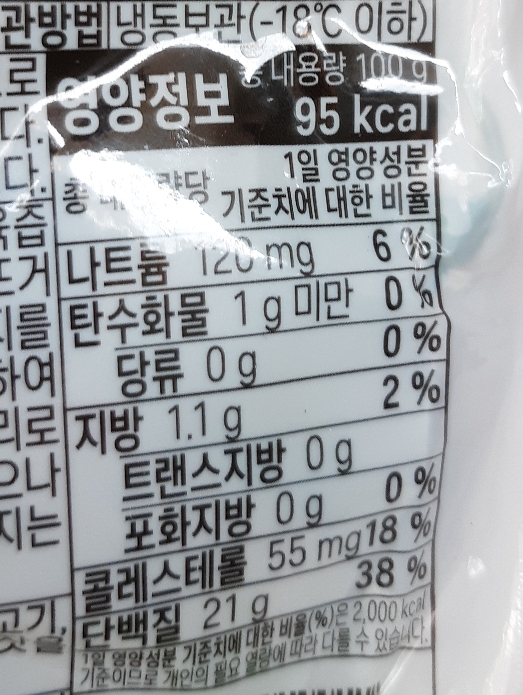 관방법 냉동보관(-18℃ 이하)
로
영양정보 총 내용량 100 g
95 kcal
다.
다.
총 당 1일 영양성분
기준치에 대한 비율
즙
나트륨 120 mg 6 %
거
탄수화물 1 g 미만 0 %
를
당류 0 g 0 %
하여
지방 1.1 g 2 %
리로
트랜스지방 0 g
으나
포화지방 0 g 0 %
지는
콜레스테롤 55 mg 18 %
단백질 21 g 38 %
고기,
1일 영양성분 기준치에 대한 비율(%)은 2,000 kcal
기준이므로 개인의 필요 열량에 따라 다를 수 있습니다.